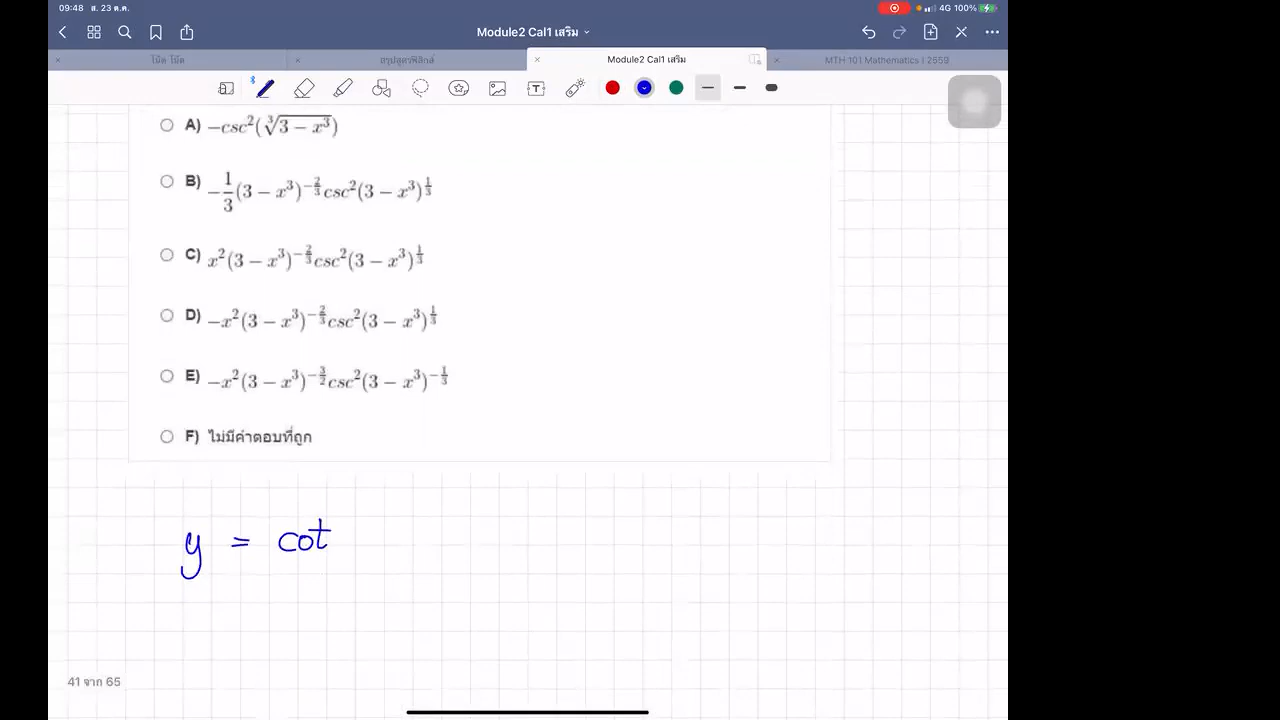 09:48 ส. 23 ต.ค. 4G 100%
Module2 Cal1 เสริม
โน๊ต โน๊ต สรุปสูตรฟิสิกส์ Module2 Cal1 เสริม MTH 101 Mathematics I 2559
A) −csc²(∛(3 − x³))
B) −1/3(3 − x³)^(−2/3)csc²(3 − x³)^(1/3)
C) x²(3 − x³)^(−2/3)csc²(3 − x³)^(1/3)
D) −x²(3 − x³)^(−2/3)csc²(3 − x³)^(1/3)
E) −x²(3 − x³)^(−3/2)csc²(3 − x³)^(−1/3)
F) ไม่มีคำตอบที่ถูก
y = cot
41 จาก 65